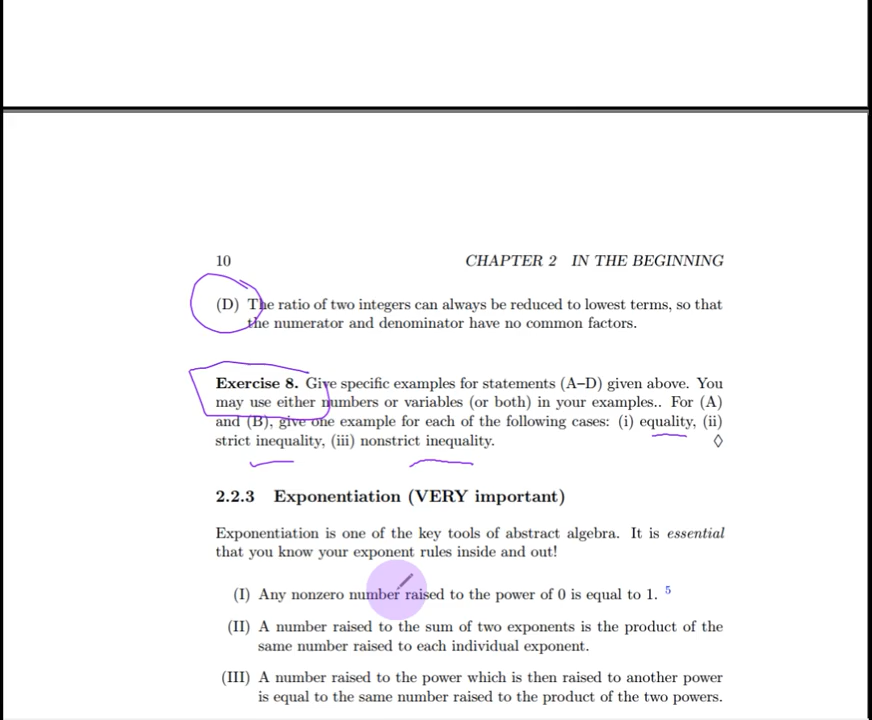 10 CHAPTER 2 IN THE BEGINNING
(D) The ratio of two integers can always be reduced to lowest terms, so that
the numerator and denominator have no common factors.
Exercise 8. Give specific examples for statements (A–D) given above. You
may use either numbers or variables (or both) in your examples.. For (A)
and (B), give one example for each of the following cases: (i) equality, (ii)
strict inequality, (iii) nonstrict inequality. ◊
2.2.3 Exponentiation (VERY important)
Exponentiation is one of the key tools of abstract algebra. It is essential
that you know your exponent rules inside and out!
(I) Any nonzero number raised to the power of 0 is equal to 1. 5
(II) A number raised to the sum of two exponents is the product of the
same number raised to each individual exponent.
(III) A number raised to the power which is then raised to another power
is equal to the same number raised to the product of the two powers.